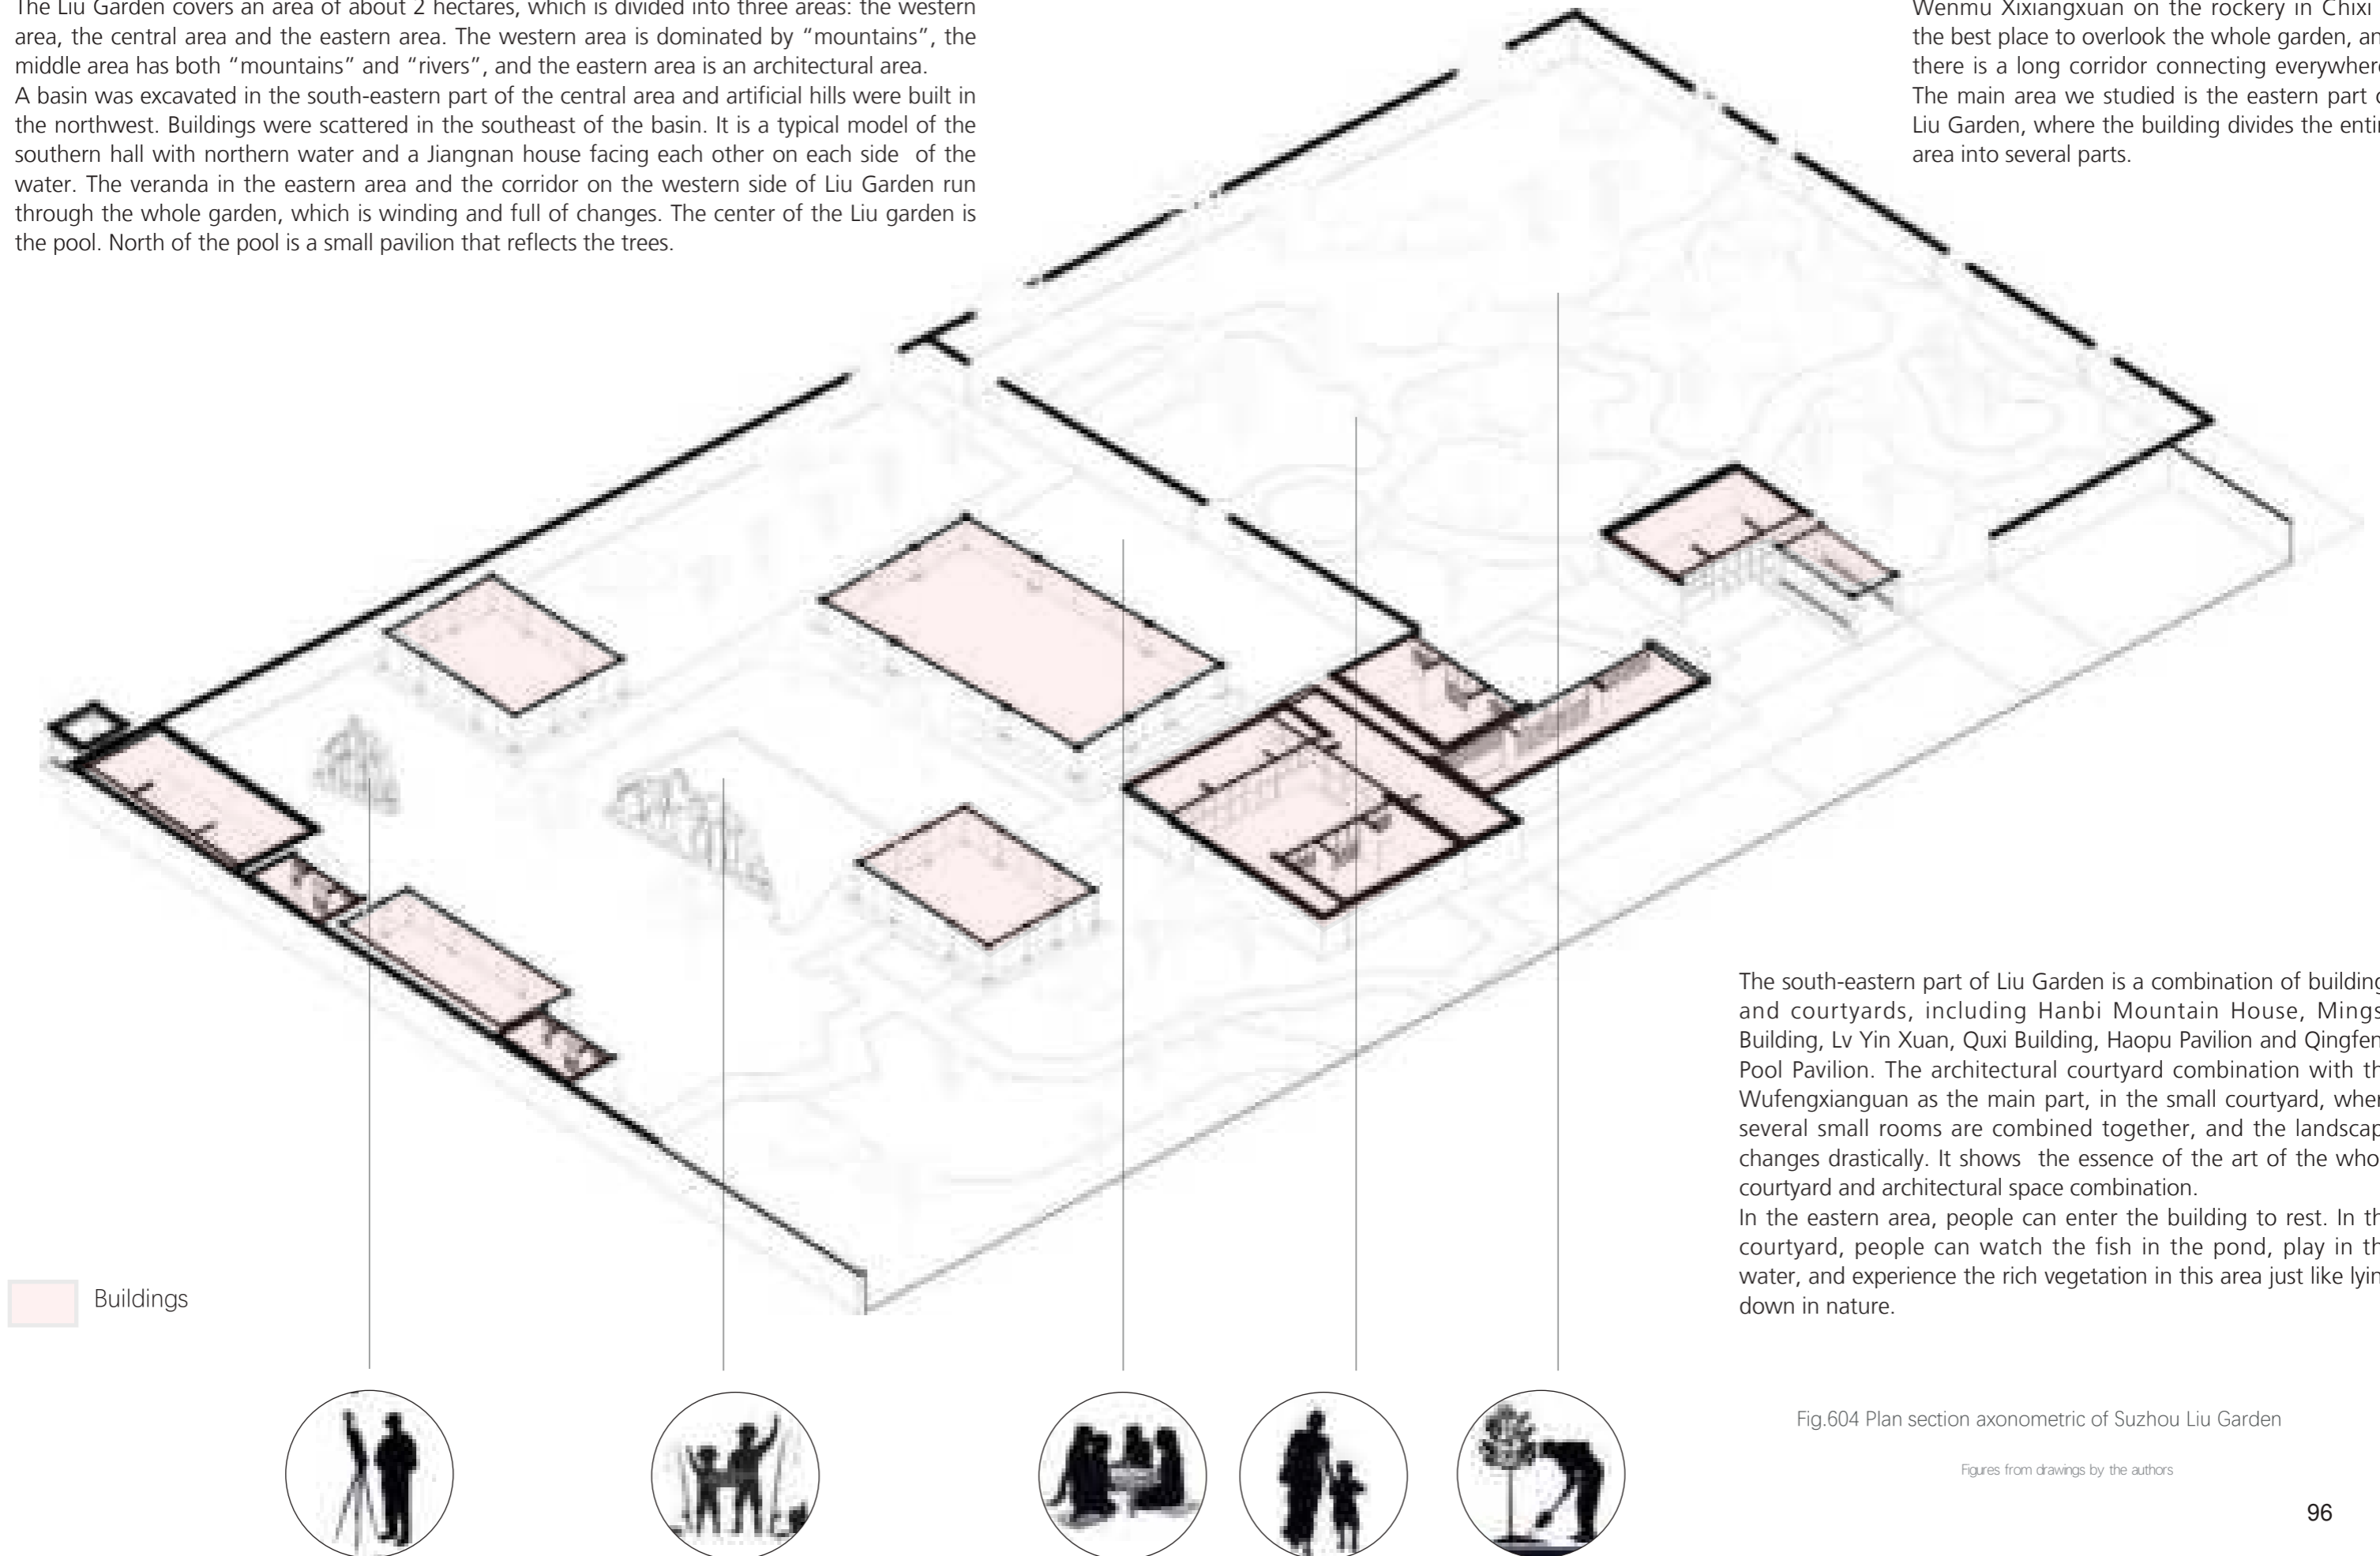 The Liu Garden covers an area of about 2 hectares, which is divided into three areas: the western
area, the central area and the eastern area. The western area is dominated by “mountains”, the
middle area has both “mountains” and “rivers”, and the eastern area is an architectural area.
A basin was excavated in the south-eastern part of the central area and artificial hills were built in
the northwest. Buildings were scattered in the southeast of the basin. It is a typical model of the
southern hall with northern water and a Jiangnan house facing each other on each side of the
water. The veranda in the eastern area and the corridor on the western side of Liu Garden run
through the whole garden, which is winding and full of changes. The center of the Liu garden is
the pool. North of the pool is a small pavilion that reflects the trees.
Wenmu Xixiangxuan on the rockery in Chixi
the best place to overlook the whole garden,
there is a long corridor connecting
The main area we studied is the eastern part
Liu Garden, where the building divides the
area into several parts.
The south-eastern part of Liu Garden is a combination of
and courtyards, including Hanbi Mountain House,
Building, Lv Yin Xuan, Quxi Building, Haopu Pavilion and
Pool Pavilion. The architectural courtyard combination with
Wufengxianguan as the main part, in the small courtyard,
several small rooms are combined together, and the
changes drastically. It shows the essence of the art of the
courtyard and architectural space combination.
In the eastern area, people can enter the building to rest. In
courtyard, people can watch the fish in the pond, play in
water, and experience the rich vegetation in this area just like
down in nature.
Buildings
Fig.604 Plan section axonometric of Suzhou Liu Garden
Figures from drawings by the authors
96